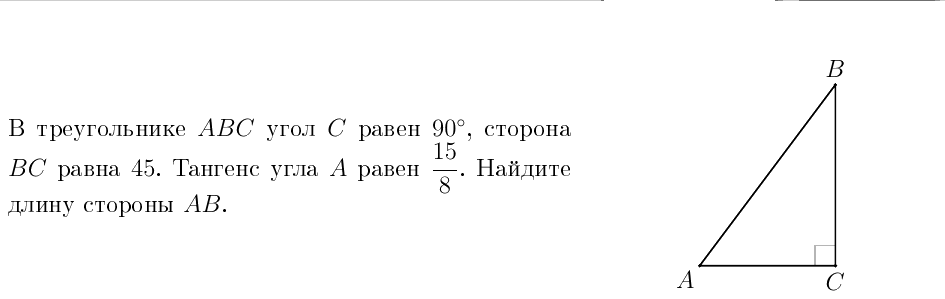 В треугольнике ABC угол C равен 90°, сторона
BC равна 45. Тангенс угла A равен 15/8. Найдите
длину стороны AB.
B
A
C